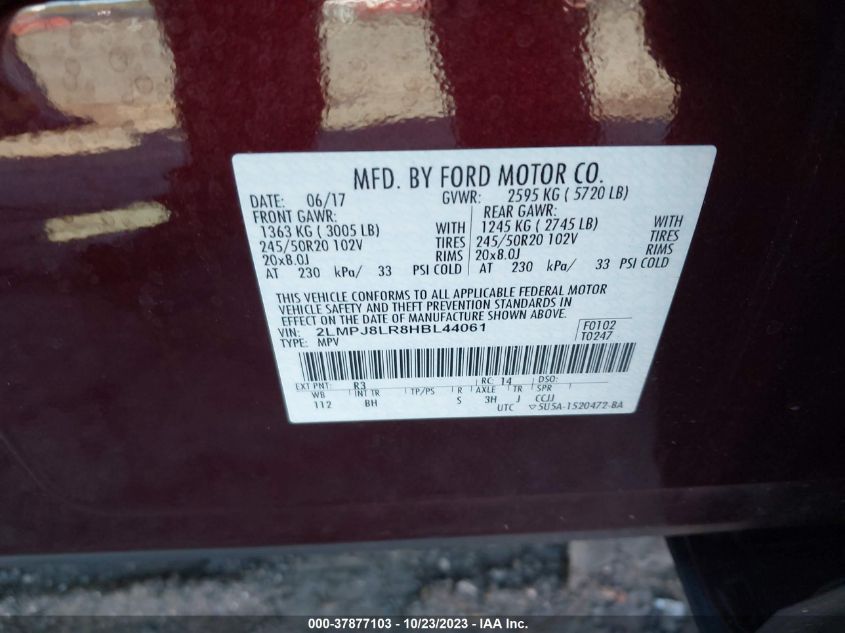 MFD. BY FORD MOTOR CO.
DATE: 06/17 GVWR: 2595 KG ( 5720 LB)
FRONT GAWR: REAR GAWR:
1363 KG ( 3005 LB) WITH 1245 KG ( 2745 LB) WITH
245/50R20 102V TIRES 245/50R20 102V TIRES
20x8.0J RIMS 20x8.0J RIMS
AT 230 kPa/ 33 PSI COLD AT 230 kPa/ 33 PSI COLD
THIS VEHICLE CONFORMS TO ALL APPLICABLE FEDERAL MOTOR
VEHICLE SAFETY AND THEFT PREVENTION STANDARDS IN
EFFECT ON THE DATE OF MANUFACTURE SHOWN ABOVE.
VIN: 2LMPJ8LR8HBL44061 F0102
TYPE: MPV T0247
EXT PNT: R3 RC: 14 DSO:
WB INT TR TP/PS R AXLE TR SPR
112 BH S 3H J CCJJ
UTC ▽5U5A-1520472-BA
000-37877103 - 10/23/2023 - IAA Inc.